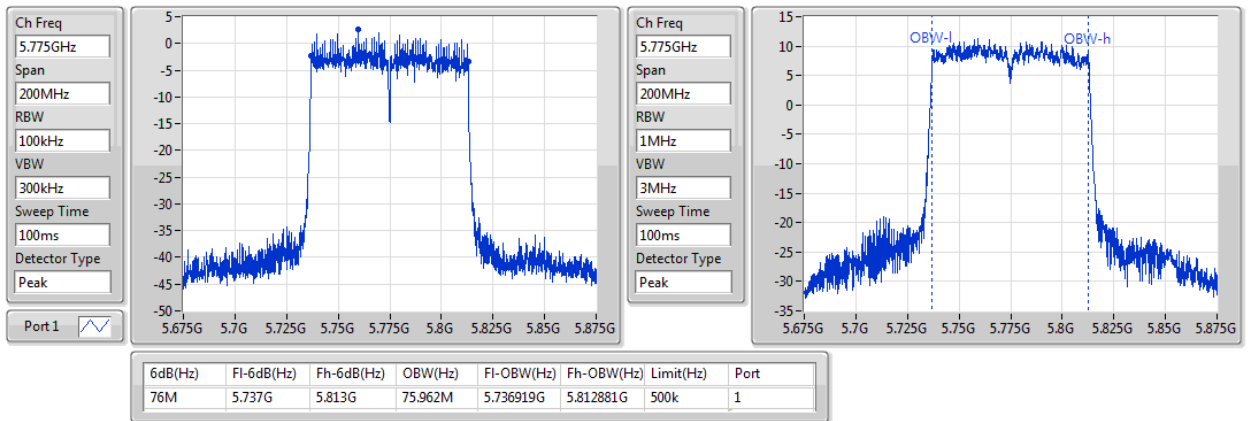 Ch Freq
5.775GHz
Span
200MHz
RBW
100kHz
VBW
300kHz
Sweep Time
100ms
Detector Type
Peak
Port 1
5
0
-5
-10
-15
-20
-25
-30
-35
-40
-45
-50
5.675G 5.7G 5.725G 5.75G 5.775G 5.8G 5.825G 5.85G 5.875G
Ch Freq
5.775GHz
Span
200MHz
RBW
1MHz
VBW
3MHz
Sweep Time
100ms
Detector Type
Peak
15
10
5
0
-5
-10
-15
-20
-25
-30
-35
OBW-l OBW-h
5.675G 5.7G 5.725G 5.75G 5.775G 5.8G 5.825G 5.85G 5.875G
6dB(Hz) Fl-6dB(Hz) Fh-6dB(Hz) OBW(Hz) Fl-OBW(Hz) Fh-OBW(Hz) Limit(Hz) Port
76M 5.737G 5.813G 75.962M 5.736919G 5.812881G 500k 1